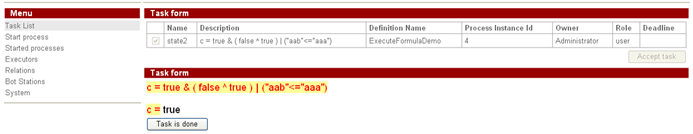 Menu
Task List
Start process
Started processes
Executors
Relations
Bot Stations
System
Task form
Name Description Definition Name Process Instance Id Owner Role Deadline
state2 c = true & ( false ^ true ) | ("aab"<="aaa") ExecuteFormulaDemo 4 Administrator user
Accept task
Task form
c = true & ( false ^ true ) | ("aab"<="aaa")
c = true
Task is done